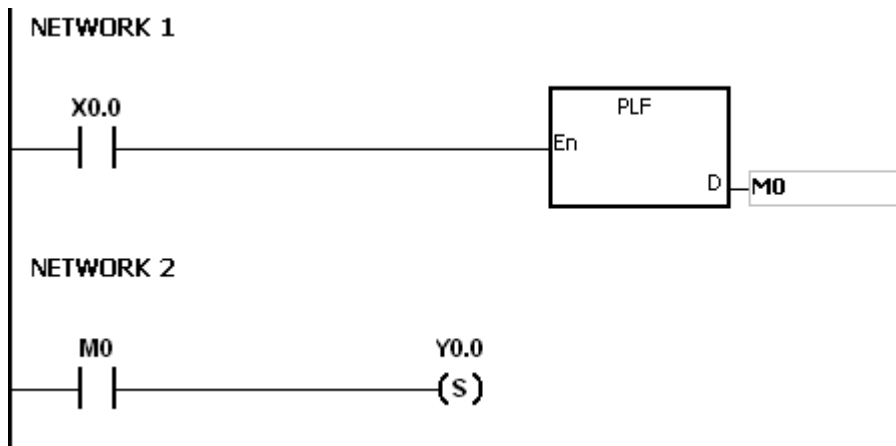 NETWORK 1
X0.0
PLF
En
D
M0
NETWORK 2
M0
Y0.0
(S)